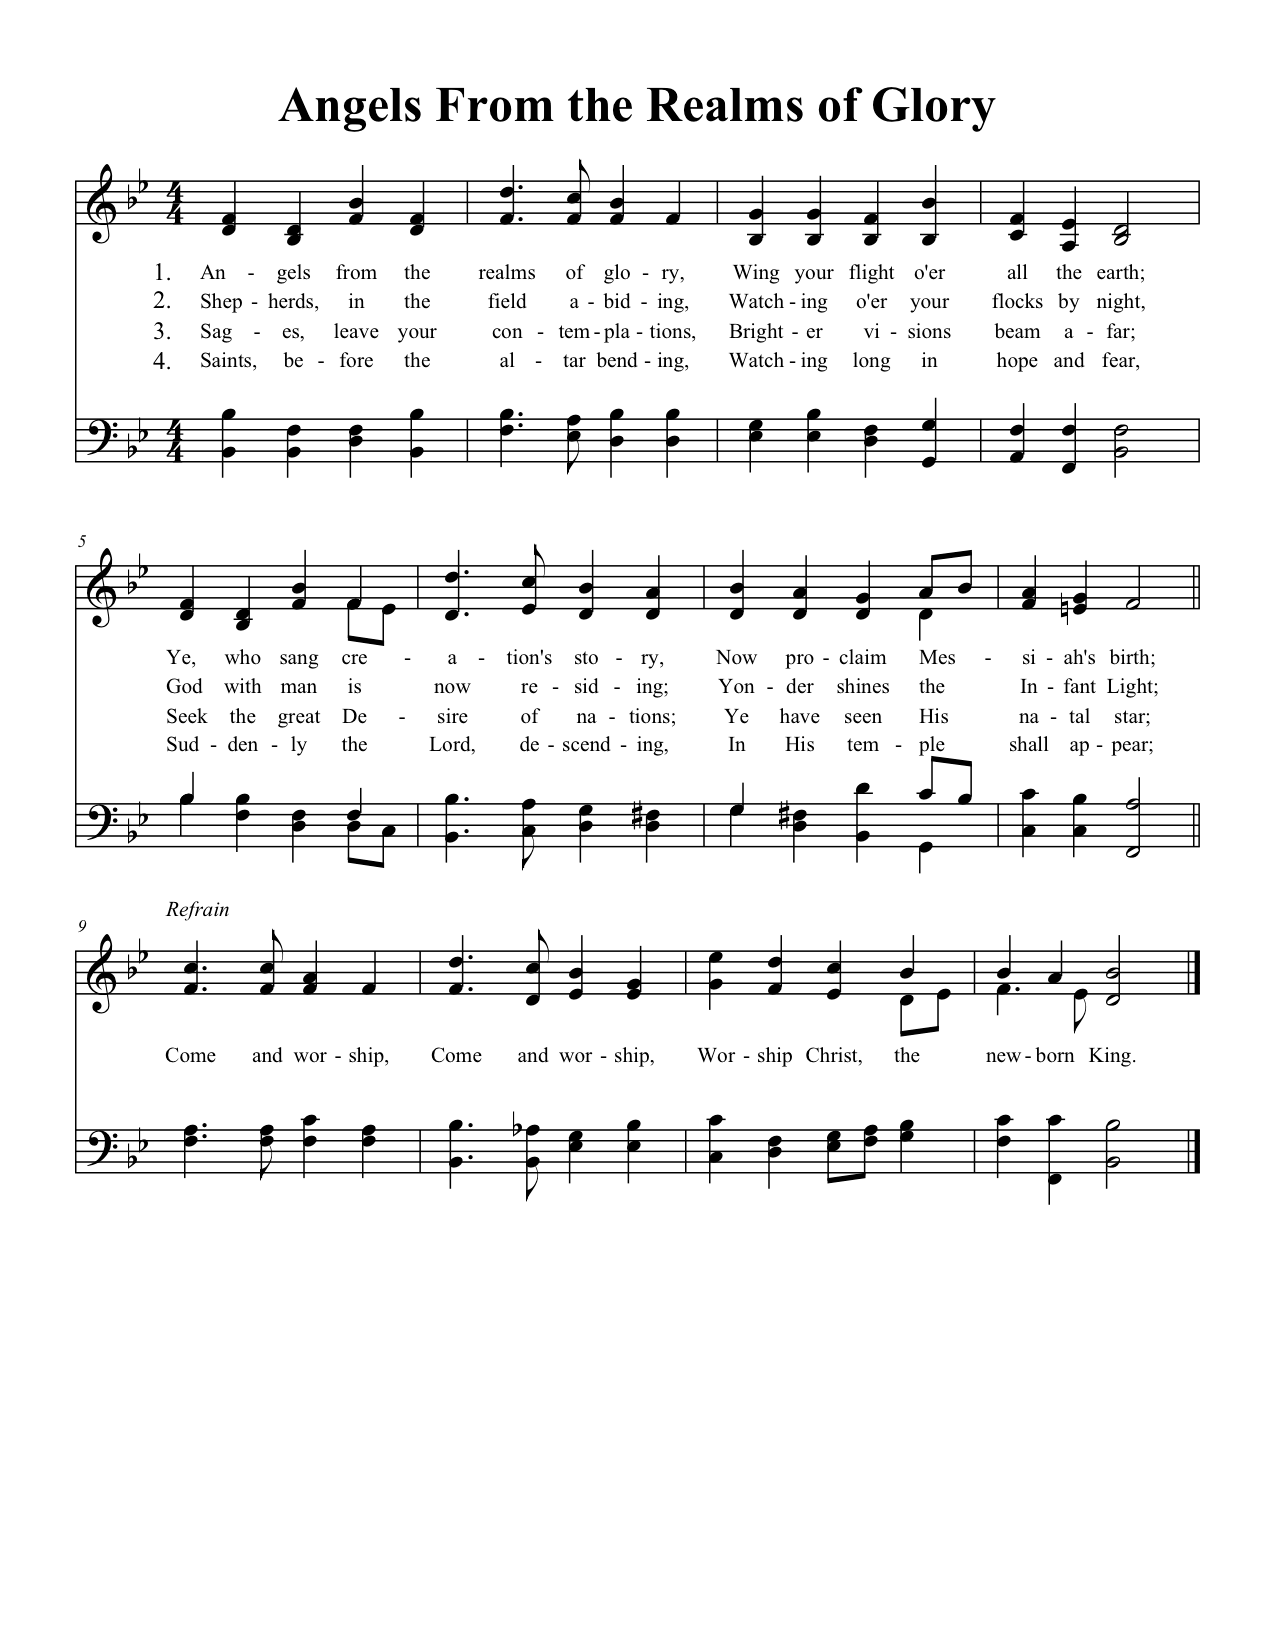 Angels From the Realms of Glory
4 4
1. An - gels from the realms of glo - ry, Wing your flight o'er all the earth;
2. Shep - herds, in the field a - bid - ing, Watch - ing o'er your flocks by night,
3. Sag - es, leave your con - tem - pla - tions, Bright - er vi - sions beam a - far;
4. Saints, be - fore the al - tar bend - ing, Watch - ing long in hope and fear,
4 4
5
Ye, who sang cre - a - tion's sto - ry, Now pro - claim Mes - si - ah's birth;
God with man is now re - sid - ing; Yon - der shines the In - fant Light;
Seek the great De - sire of na - tions; Ye have seen His na - tal star;
Sud - den - ly the Lord, de - scend - ing, In His tem - ple shall ap - pear;
Refrain
9
Come and wor - ship, Come and wor - ship, Wor - ship Christ, the new - born King.